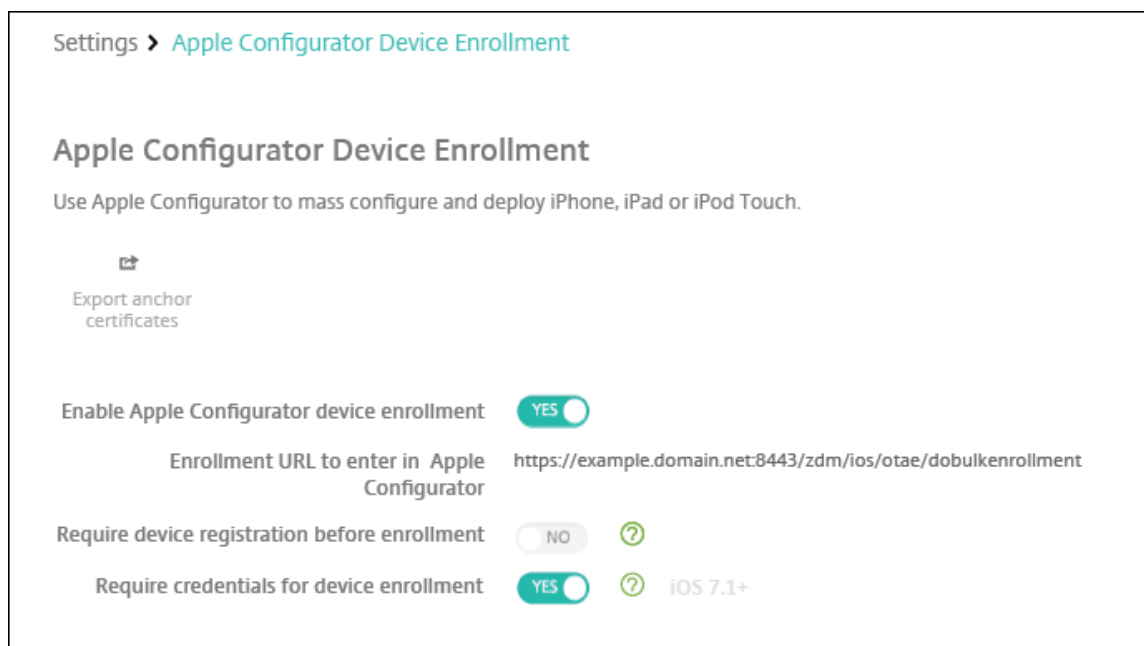 Settings > Apple Configurator Device Enrollment
Apple Configurator Device Enrollment
Use Apple Configurator to mass configure and deploy iPhone, iPad or iPod Touch.
Export anchor
certificates
Enable Apple Configurator device enrollment YES
Enrollment URL to enter in Apple https://example.domain.net:8443/zdm/ios/otae/dobulkenrollment
Configurator
Require device registration before enrollment NO ?
Require credentials for device enrollment YES ? iOS 7.1+